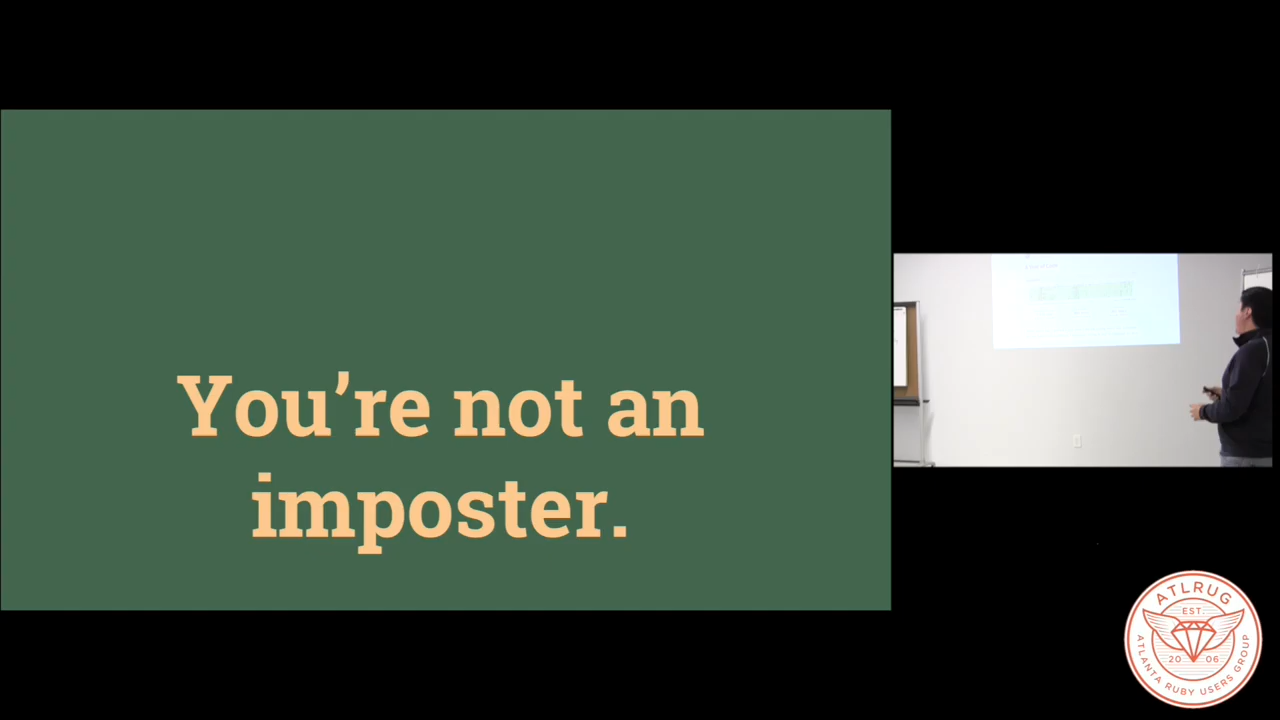 You’re not an
imposter.
ATLRUG
EST.
20 06
ATLANTA RUBY USERS GROUP